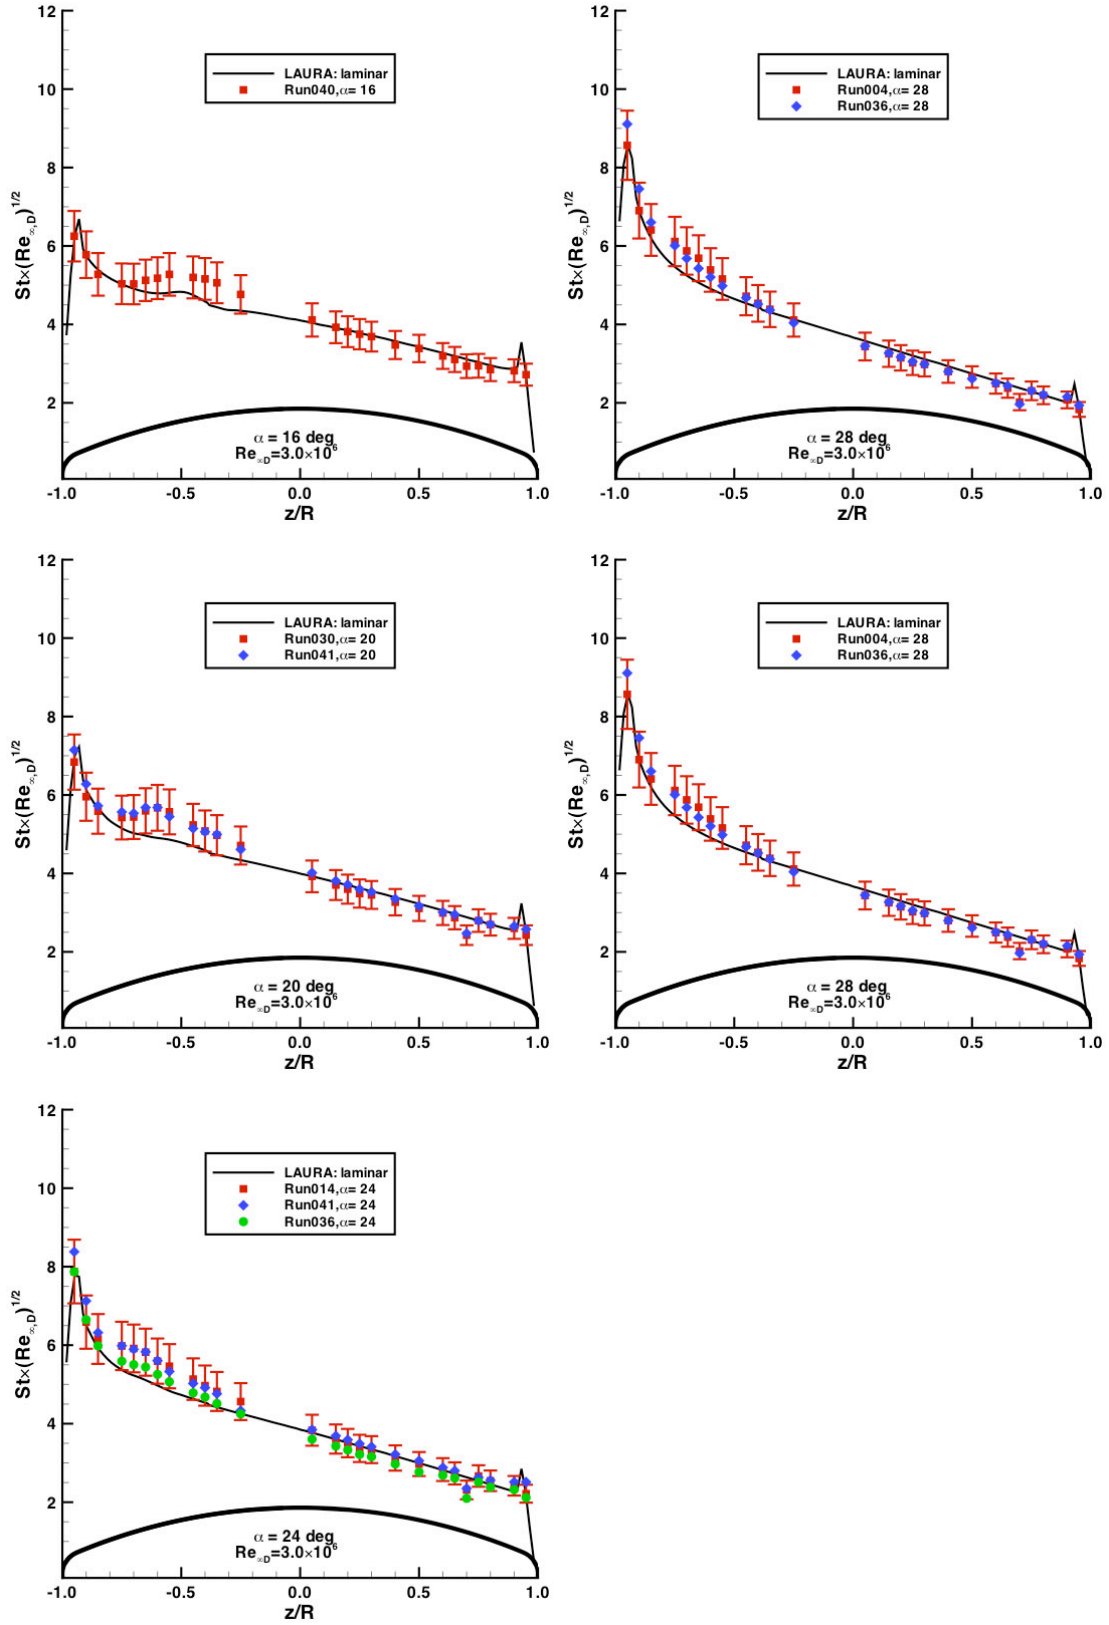 12
10
8
6
4
2
St×(Re∞,D)1/2
LAURA: laminar
Run040,α= 16
α = 16 deg
Re∞D=3.0×10⁶
-1.0 -0.5 0.0 0.5 1.0
z/R
12
10
8
6
4
2
St×(Re∞,D)1/2
LAURA: laminar
Run004,α= 28
Run036,α= 28
α = 28 deg
Re∞D=3.0×10⁶
-1.0 -0.5 0.0 0.5 1.0
z/R
12
10
8
6
4
2
St×(Re∞,D)1/2
LAURA: laminar
Run030,α= 20
Run041,α= 20
α = 20 deg
Re∞D=3.0×10⁶
-1.0 -0.5 0.0 0.5 1.0
z/R
12
10
8
6
4
2
St×(Re∞,D)1/2
LAURA: laminar
Run004,α= 28
Run036,α= 28
α = 28 deg
Re∞D=3.0×10⁶
-1.0 -0.5 0.0 0.5 1.0
z/R
12
10
8
6
4
2
St×(Re∞,D)1/2
LAURA: laminar
Run014,α= 24
Run041,α= 24
Run036,α= 24
α = 24 deg
Re∞D=3.0×10⁶
-1.0 -0.5 0.0 0.5 1.0
z/R